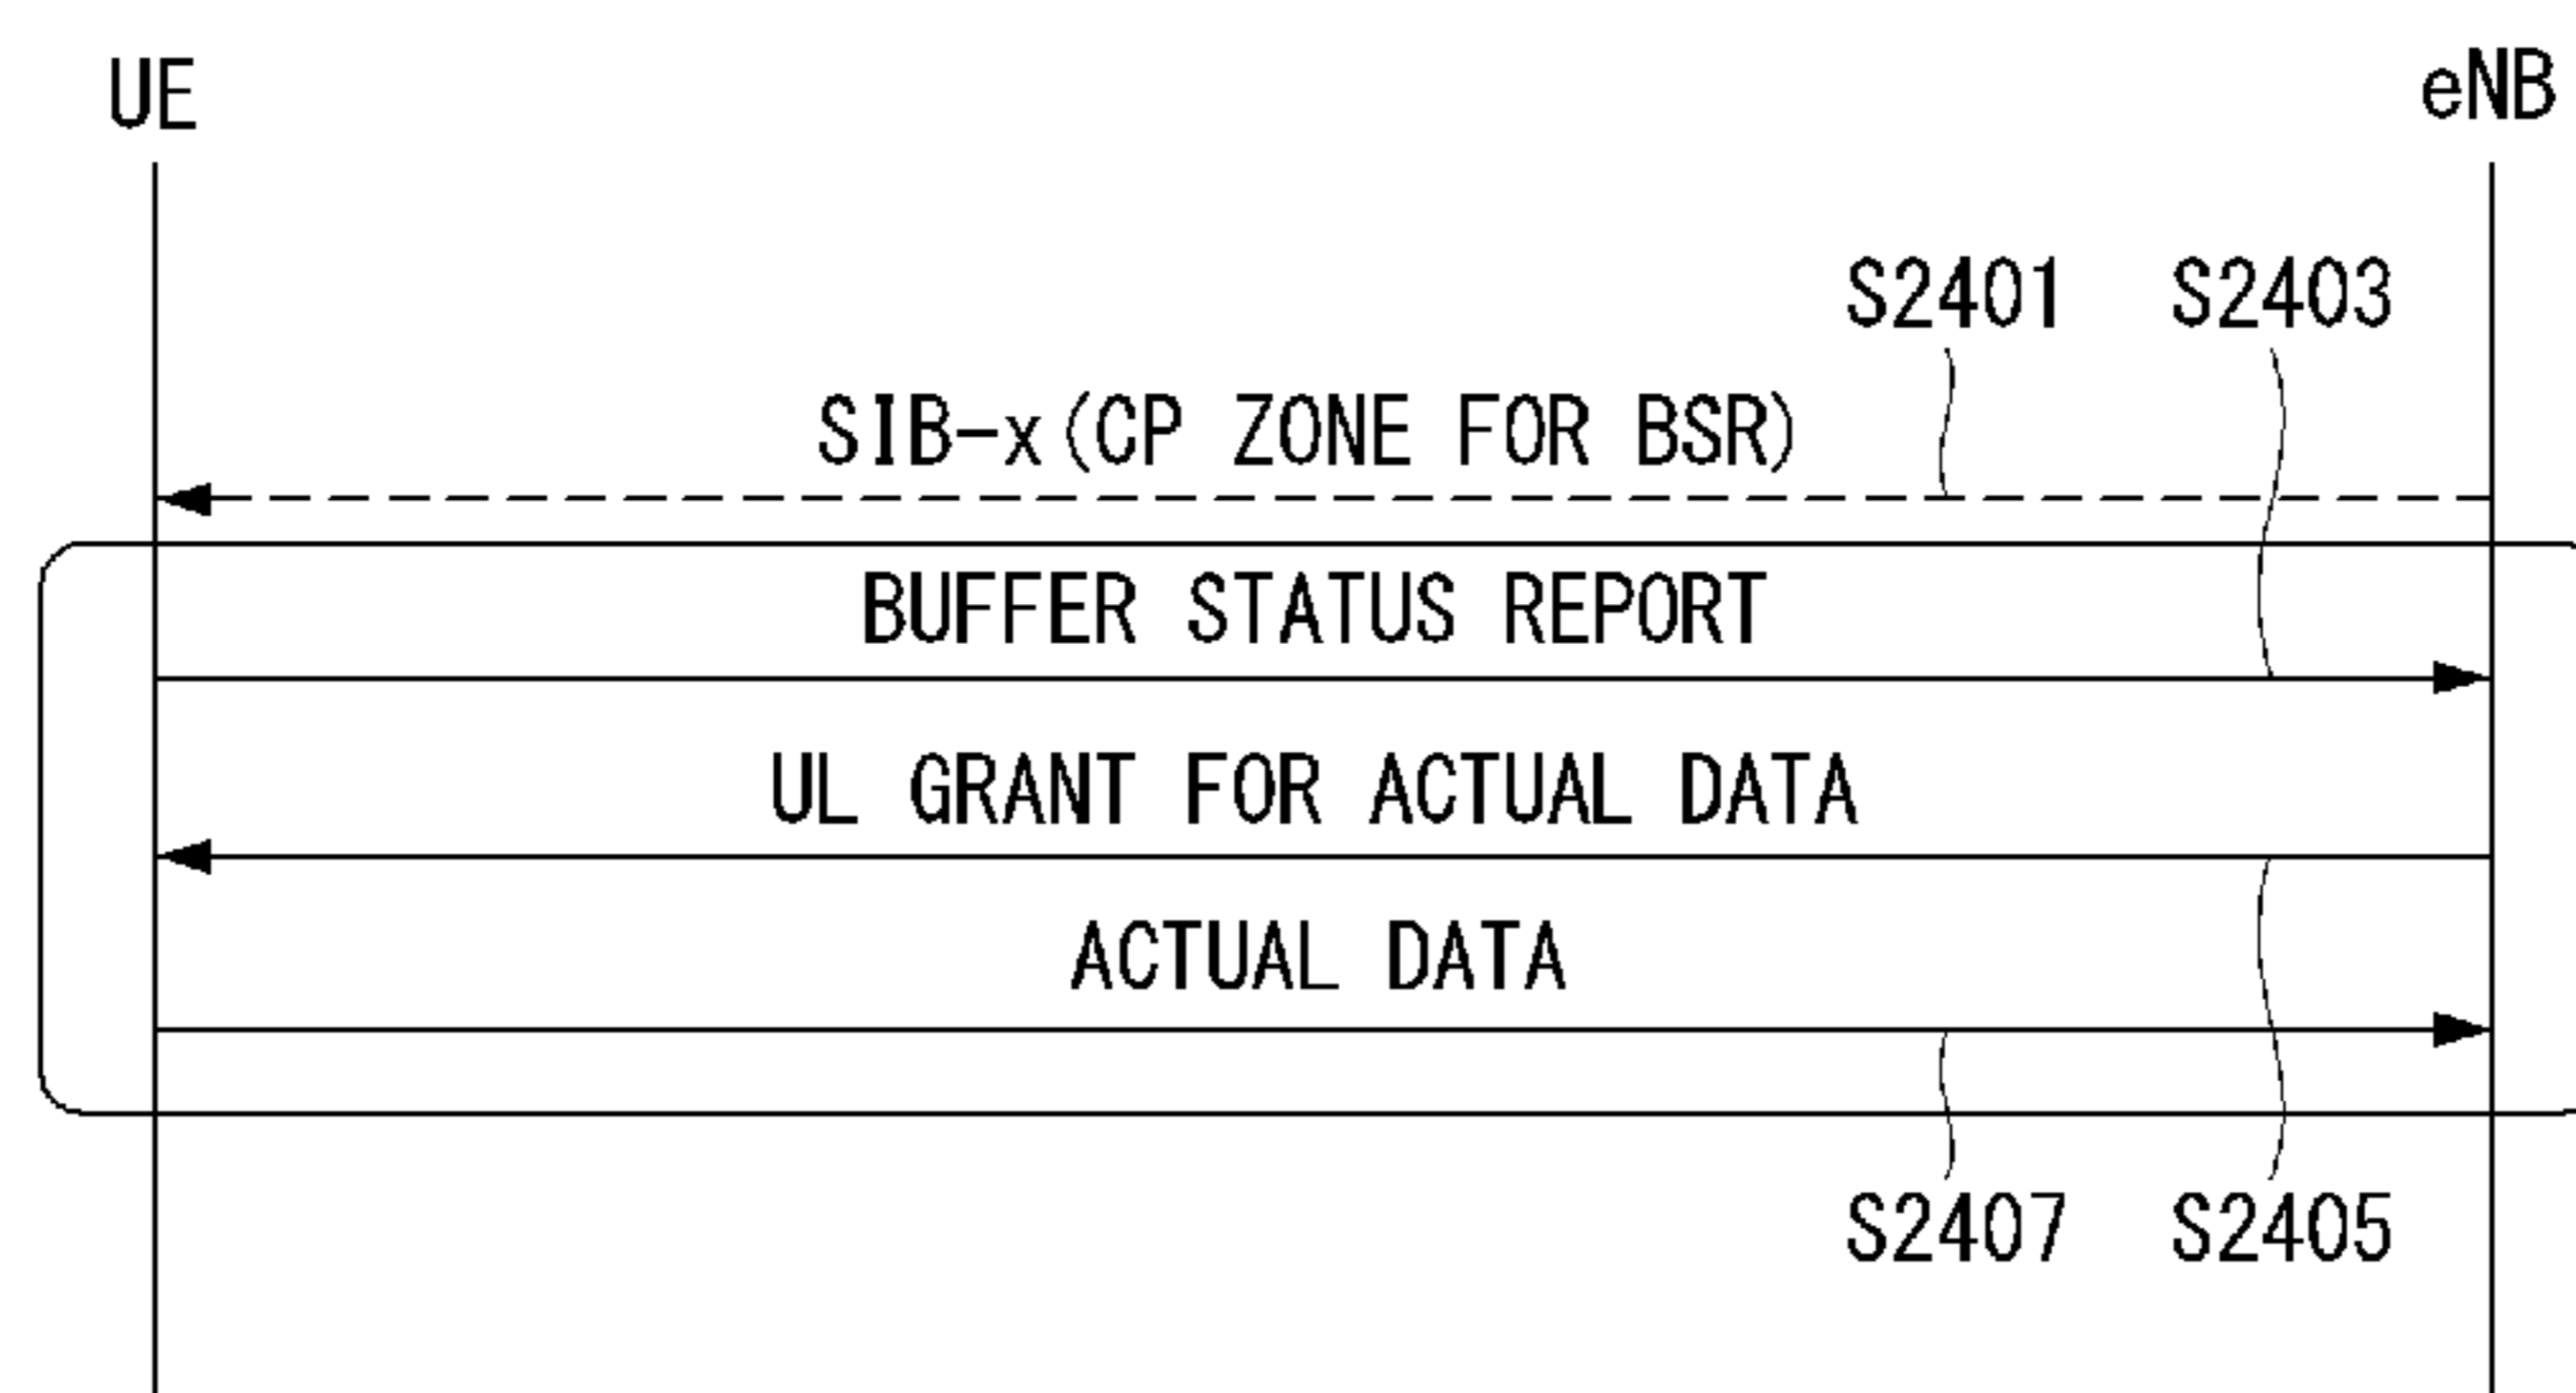 UE eNB
S2401 S2403
SIB-x(CP ZONE FOR BSR)
BUFFER STATUS REPORT
UL GRANT FOR ACTUAL DATA
ACTUAL DATA
S2407 S2405